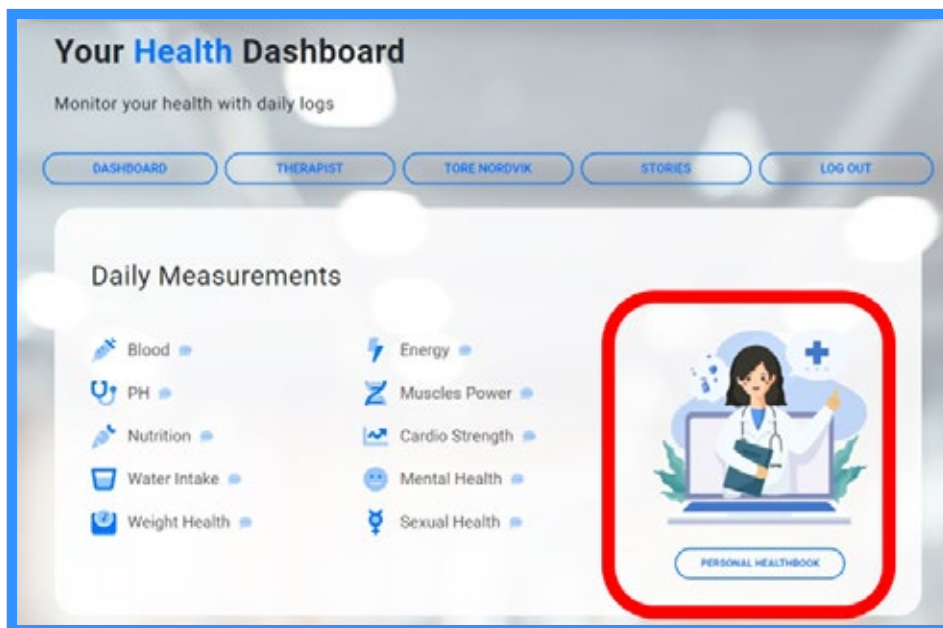 Your Health Dashboard
Monitor your health with daily logs
DASHBOARD
THERAPIST
TORE NORDVIK
STORIES
LOG OUT
Daily Measurements
Blood
PH
Nutrition
Water Intake
Weight Health
Energy
Muscles Power
Cardio Strength
Mental Health
Sexual Health
PERSONAL HEALTHBOOK